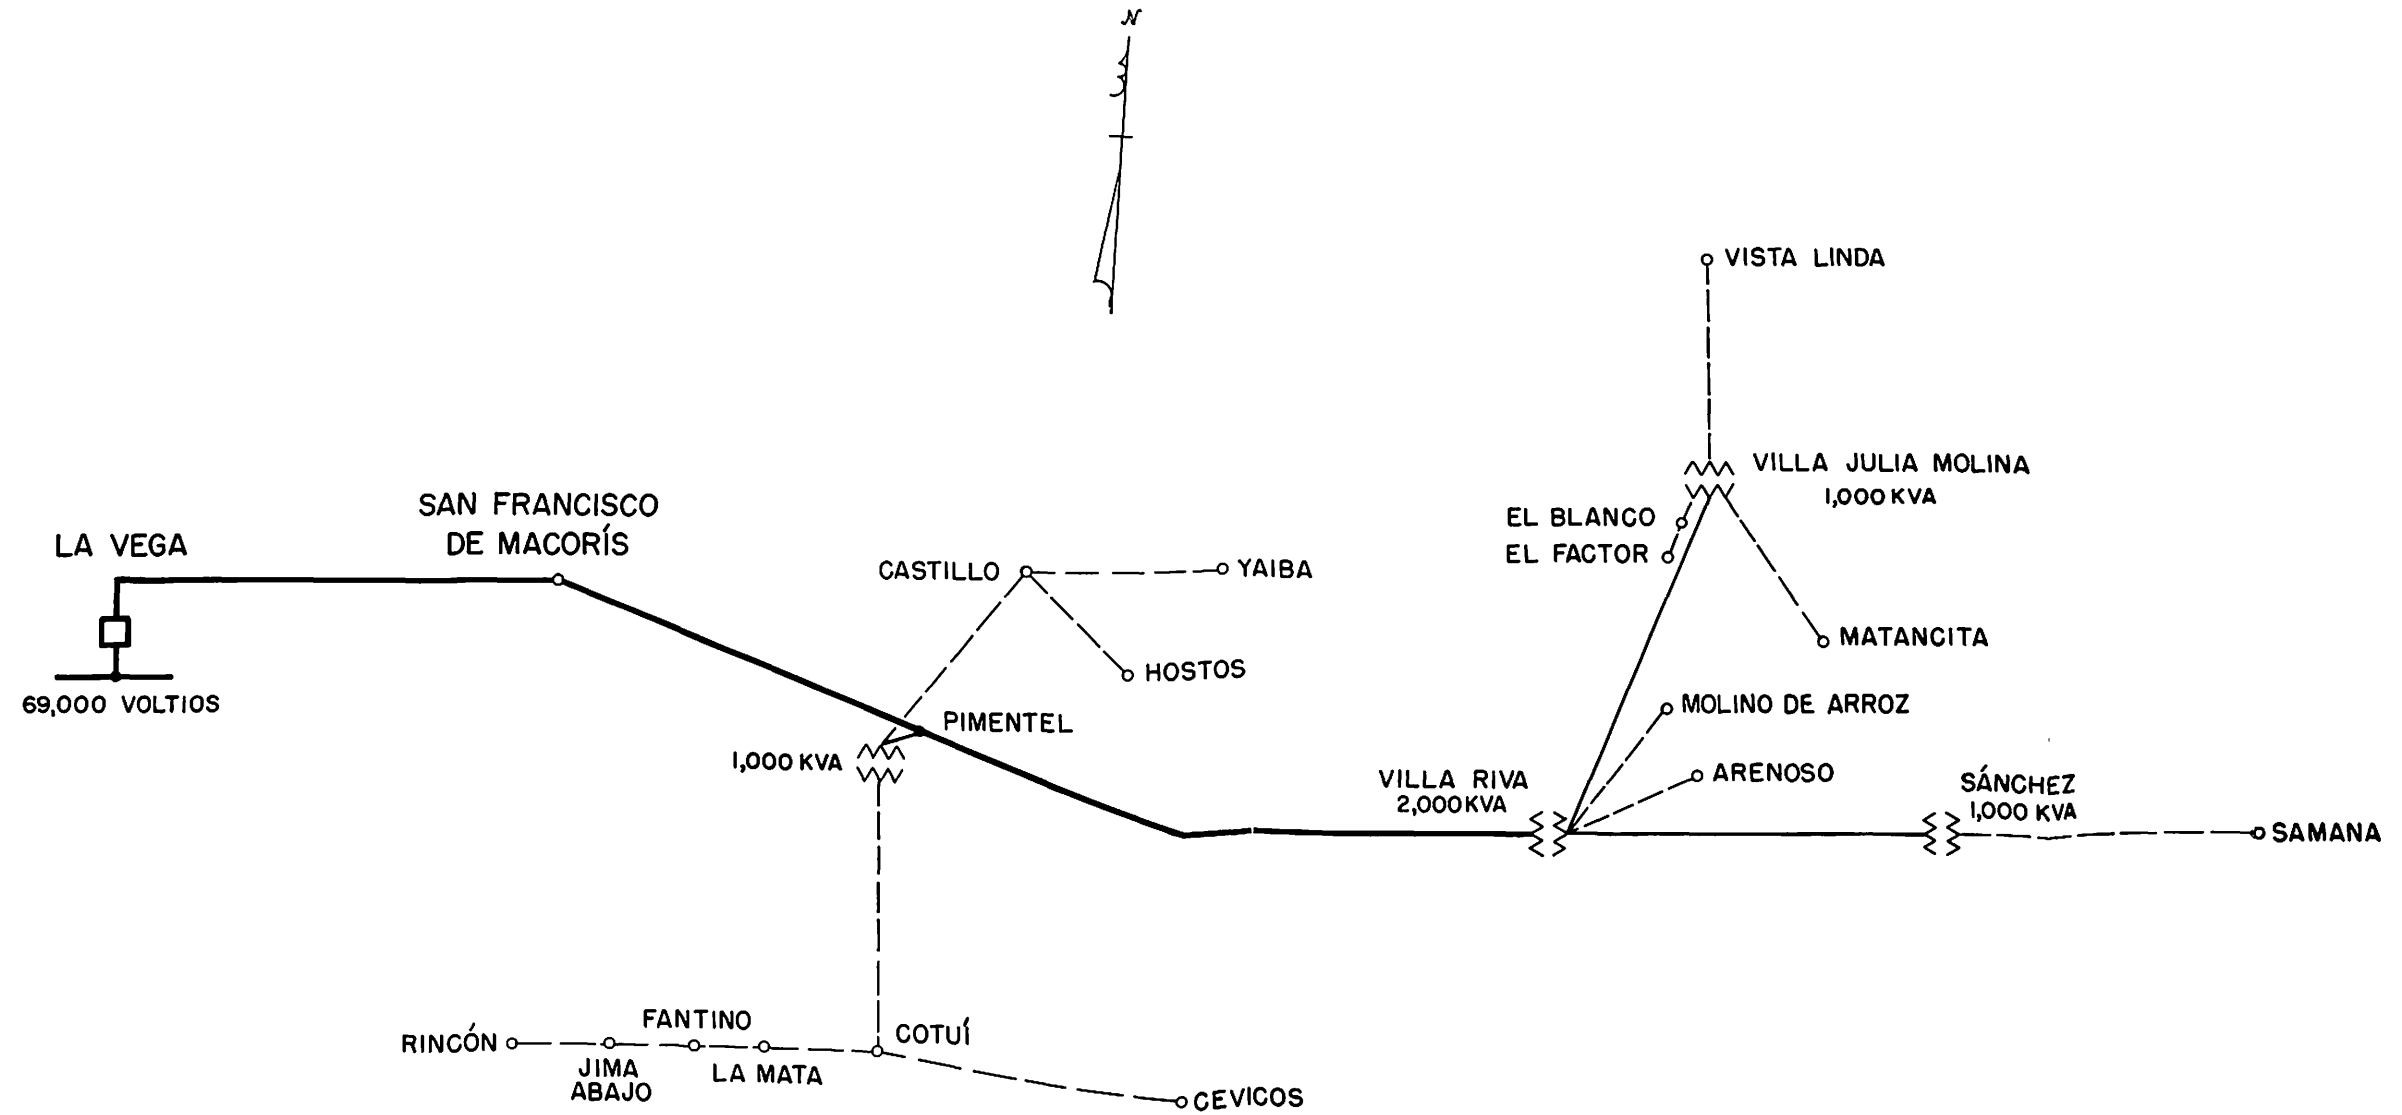 N
VISTA LINDA
VILLA JULIA MOLINA
1,000 KVA
SAN FRANCISCO
DE MACORÍS
EL BLANCO
EL FACTOR
LA VEGA
CASTILLO
YAIBA
MATANCITA
HOSTOS
69,000 VOLTIOS
MOLINO DE ARROZ
PIMENTEL
1,000 KVA
ARENOSO
VILLA RIVA
2,000 KVA
SÁNCHEZ
1,000 KVA
SAMANA
FANTINO
COTUÍ
RINCÓN
JIMA
ABAJO
LA MATA
CEVICOS